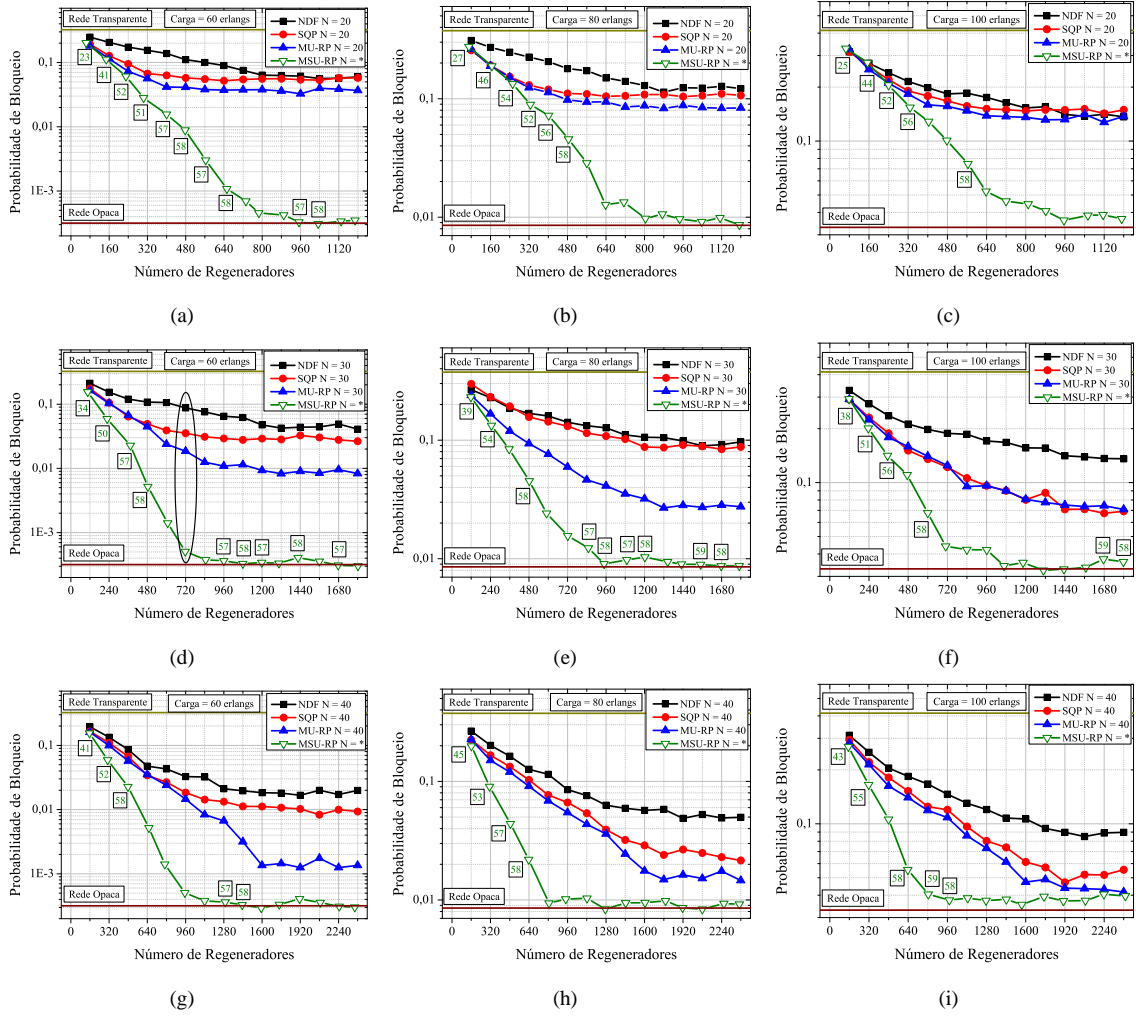 Rede Transparente
Carga = 60 erlangs
NDF N = 20
SQP N = 20
MU-RP N = 20
MSU-RP N = *
0,1
0,01
1E-3
Probabilidade de Bloqueio
23
41
52
51
57
58
57
58
57
58
Rede Opaca
0 160 320 480 640 800 960 1120
Número de Regeneradores
(a)
Rede Transparente
Carga = 80 erlangs
NDF N = 20
SQP N = 20
MU-RP N = 20
MSU-RP N = *
0,1
0,01
Probabilidade de Bloqueio
27
46
54
52
56
58
Rede Opaca
0 160 320 480 640 800 960 1120
Número de Regeneradores
(b)
Rede Transparente
Carga = 100 erlangs
NDF N = 20
SQP N = 20
MU-RP N = 20
MSU-RP N = *
0,1
Probabilidade de Bloqueio
25
44
52
56
58
Rede Opaca
0 160 320 480 640 800 960 1120
Número de Regeneradores
(c)
Rede Transparente
Carga = 60 erlangs
NDF N = 30
SQP N = 30
MU-RP N = 30
MSU-RP N = *
0,1
0,01
1E-3
Probabilidade de Bloqueio
34
50
57
58
57
58
57
58
57
Rede Opaca
0 240 480 720 960 1200 1440 1680
Número de Regeneradores
(d)
Rede Transparente
Carga = 80 erlangs
NDF N = 30
SQP N = 30
MU-RP N = 30
MSU-RP N = *
0,1
0,01
Probabilidade de Bloqueio
39
54
58
57
58
57
58
59
58
Rede Opaca
0 240 480 720 960 1200 1440 1680
Número de Regeneradores
(e)
Rede Transparente
Carga = 100 erlangs
NDF N = 30
SQP N = 30
MU-RP N = 30
MSU-RP N = *
0,1
Probabilidade de Bloqueio
38
51
56
58
59
58
Rede Opaca
0 240 480 720 960 1200 1440 1680
Número de Regeneradores
(f)
Rede Transparente
Carga = 60 erlangs
NDF N = 40
SQP N = 40
MU-RP N = 40
MSU-RP N = *
0,1
0,01
1E-3
Probabilidade de Bloqueio
41
52
58
57
58
Rede Opaca
0 320 640 960 1280 1600 1920 2240
Número de Regeneradores
(g)
Rede Transparente
Carga = 80 erlangs
NDF N = 40
SQP N = 40
MU-RP N = 40
MSU-RP N = *
0,1
0,01
Probabilidade de Bloqueio
45
53
57
58
Rede Opaca
0 320 640 960 1280 1600 1920 2240
Número de Regeneradores
(h)
Rede Transparente
Carga = 100 erlangs
NDF N = 40
SQP N = 40
MU-RP N = 40
MSU-RP N = *
0,1
Probabilidade de Bloqueio
43
55
58
59
58
Rede Opaca
0 320 640 960 1280 1600 1920 2240
Número de Regeneradores
(i)